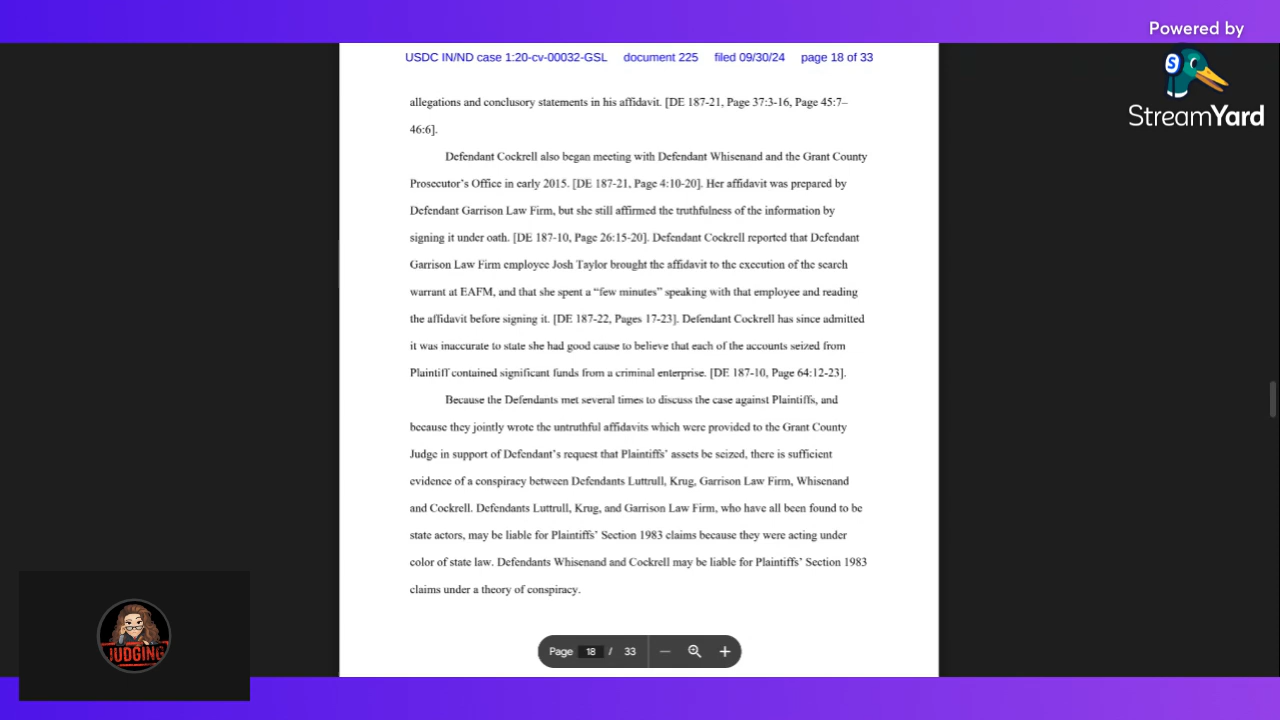 Powered by
StreamYard
USDC IN/ND case 1:20-cv-00032-GSL document 225 filed 09/30/24 page 18 of 33
allegations and conclusory statements in his affidavit. [DE 187-21, Page 37:3-16, Page 45:7–
46:6].
Defendant Cockrell also began meeting with Defendant Whisenand and the Grant County
Prosecutor’s Office in early 2015. [DE 187-21, Page 4:10-20]. Her affidavit was prepared by
Defendant Garrison Law Firm, but she still affirmed the truthfulness of the information by
signing it under oath. [DE 187-10, Page 26:15-20]. Defendant Cockrell reported that Defendant
Garrison Law Firm employee Josh Taylor brought the affidavit to the execution of the search
warrant at EAFM, and that she spent a “few minutes” speaking with that employee and reading
the affidavit before signing it. [DE 187-22, Pages 17-23]. Defendant Cockrell has since admitted
it was inaccurate to state she had good cause to believe that each of the accounts seized from
Plaintiff contained significant funds from a criminal enterprise. [DE 187-10, Page 64:12-23].
Because the Defendants met several times to discuss the case against Plaintiffs, and
because they jointly wrote the untruthful affidavits which were provided to the Grant County
Judge in support of Defendant’s request that Plaintiffs’ assets be seized, there is sufficient
evidence of a conspiracy between Defendants Luttrull, Krug, Garrison Law Firm, Whisenand
and Cockrell. Defendants Luttrull, Krug, and Garrison Law Firm, who have all been found to be
state actors, may be liable for Plaintiffs’ Section 1983 claims because they were acting under
color of state law. Defendants Whisenand and Cockrell may be liable for Plaintiffs’ Section 1983
claims under a theory of conspiracy.
JUDGING
Page 18 / 33